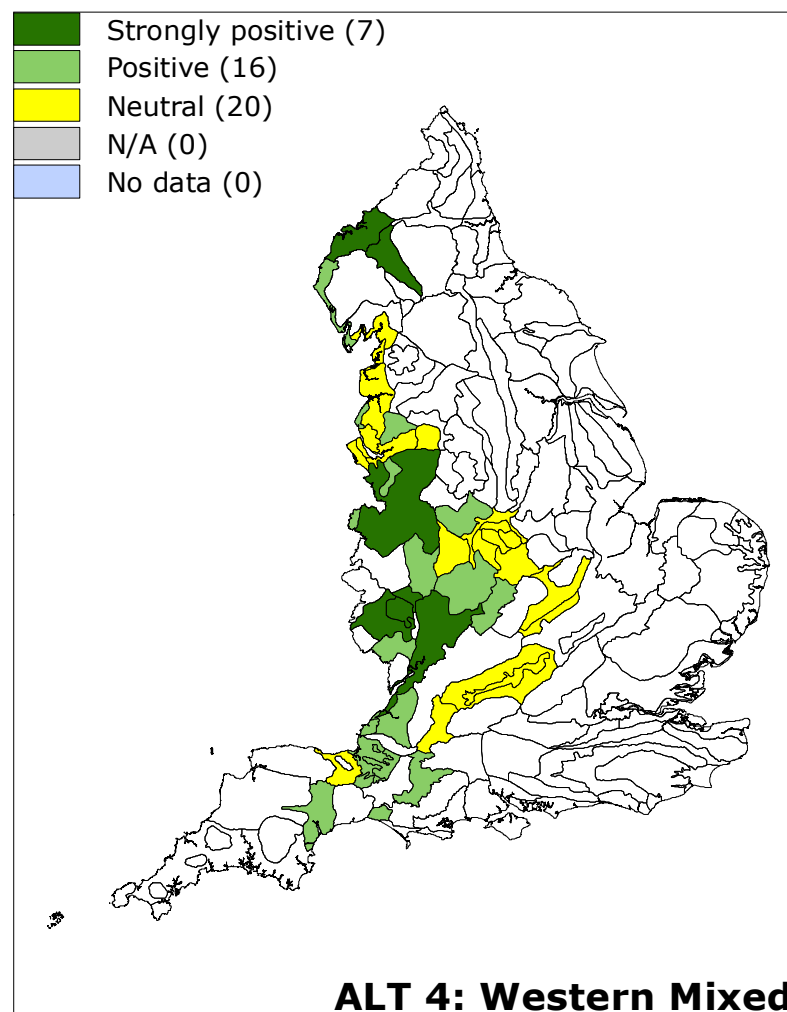 Strongly positive (7)
Positive (16)
Neutral (20)
N/A (0)
No data (0)
ALT 4: Western Mixed